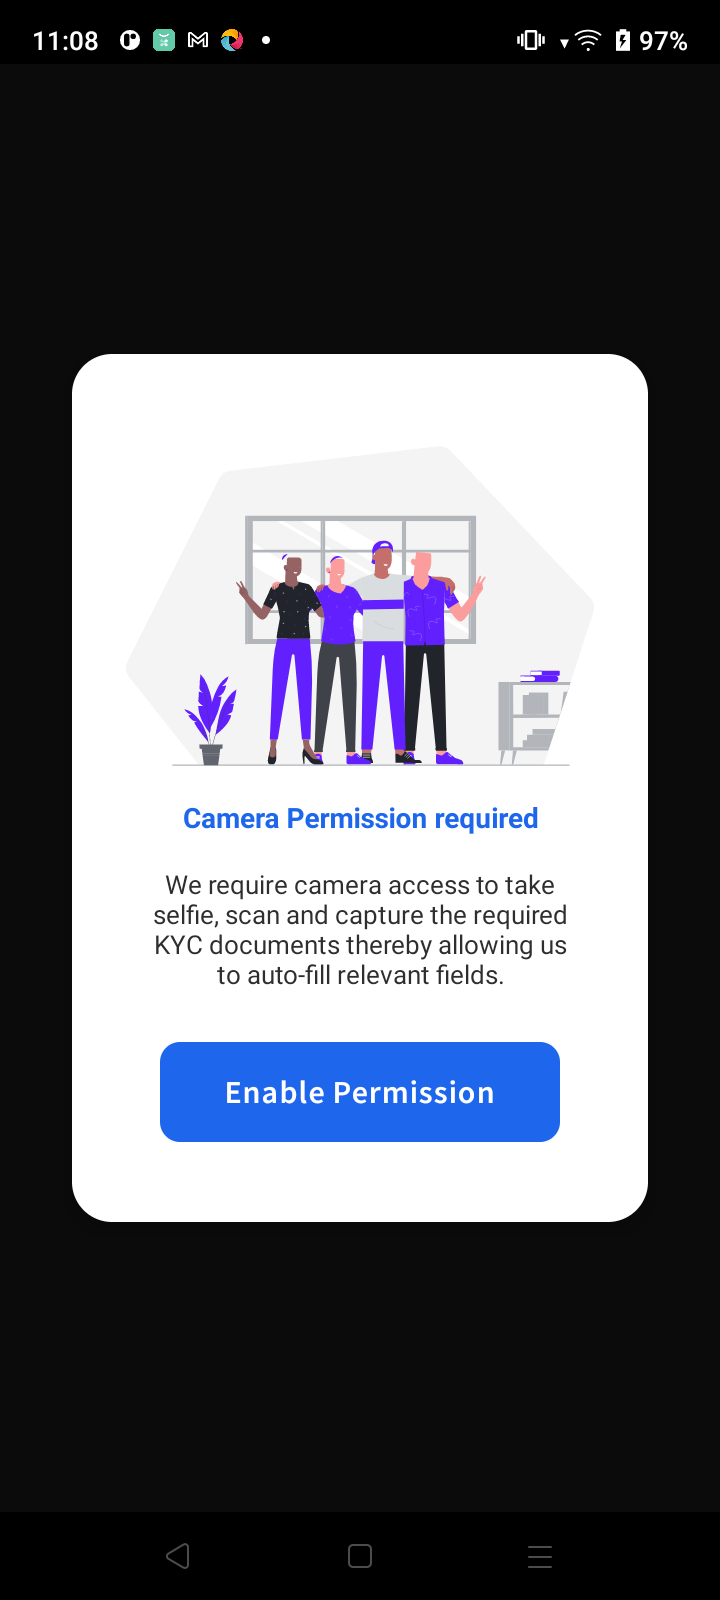 11:08
97%
Camera Permission required
We require camera access to take
selfie, scan and capture the required
KYC documents thereby allowing us
to auto-fill relevant fields.
Enable Permission